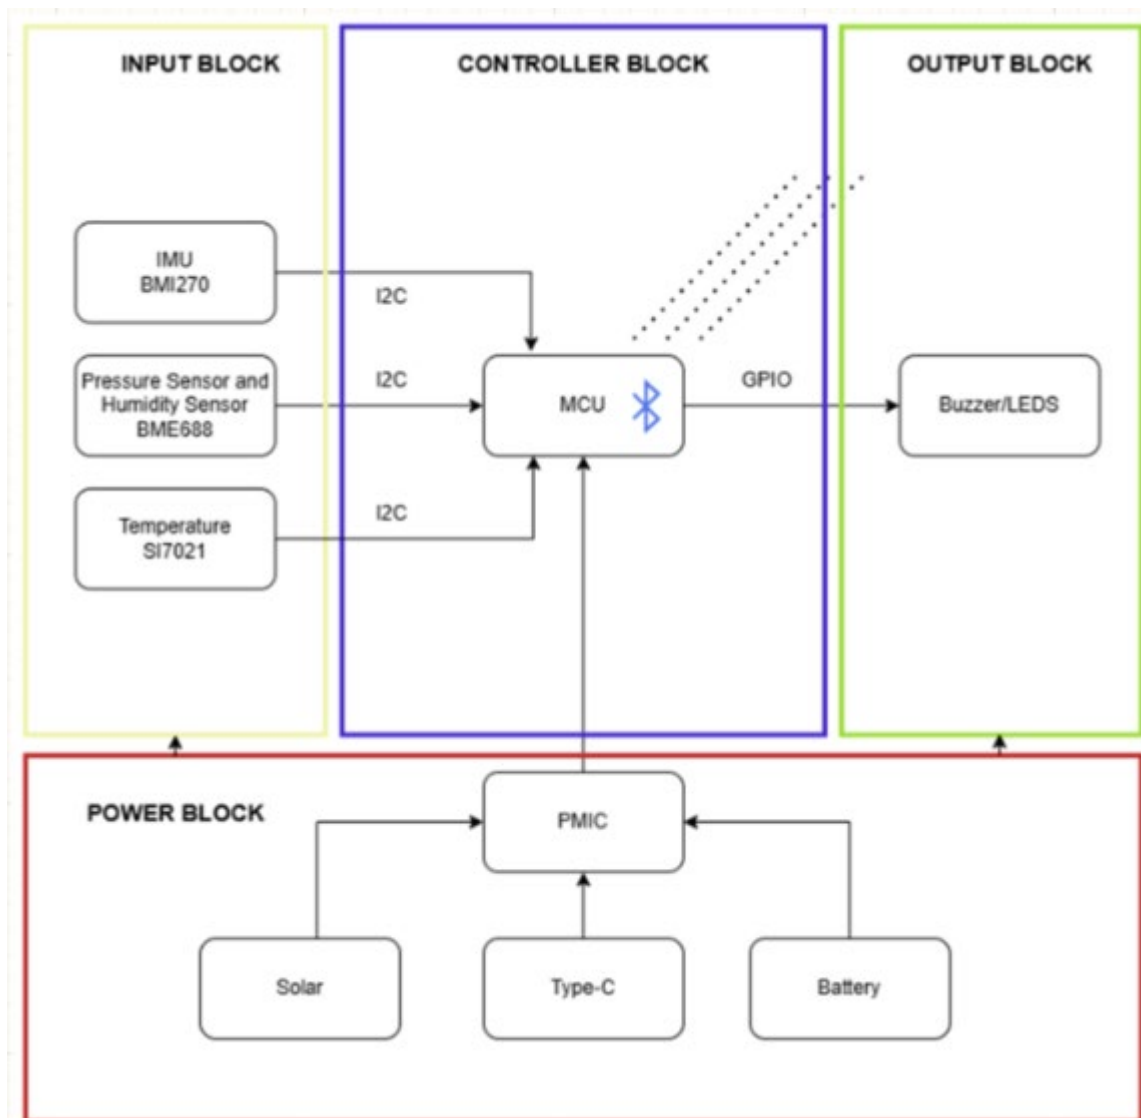 INPUT BLOCK
CONTROLLER BLOCK
OUTPUT BLOCK
IMU
BMI270
I2C
Pressure Sensor and
Humidity Sensor
BME688
I2C
MCU
GPIO
Buzzer/LEDS
Temperature
SI7021
I2C
POWER BLOCK
PMIC
Solar
Type-C
Battery